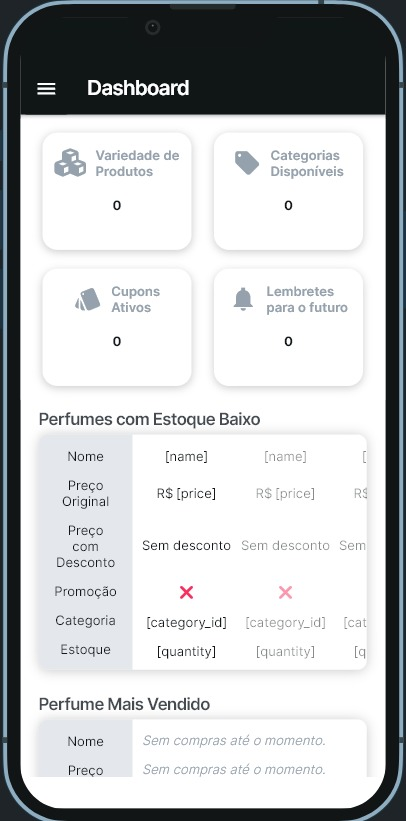 Dashboard
Variedade de
Produtos
0
Categorias
Disponíveis
0
Cupons
Ativos
0
Lembretes
para o futuro
0
Perfumes com Estoque Baixo
Nome [name] [name] [
Preço
Original R$ [price] R$ [price] R$
Preço
com
Desconto Sem desconto Sem desconto Sem
Promoção
Categoria [category_id] [category_id] [cat
Estoque [quantity] [quantity] [q
Perfume Mais Vendido
Nome Sem compras até o momento.
Preço Sem compras até o momento.